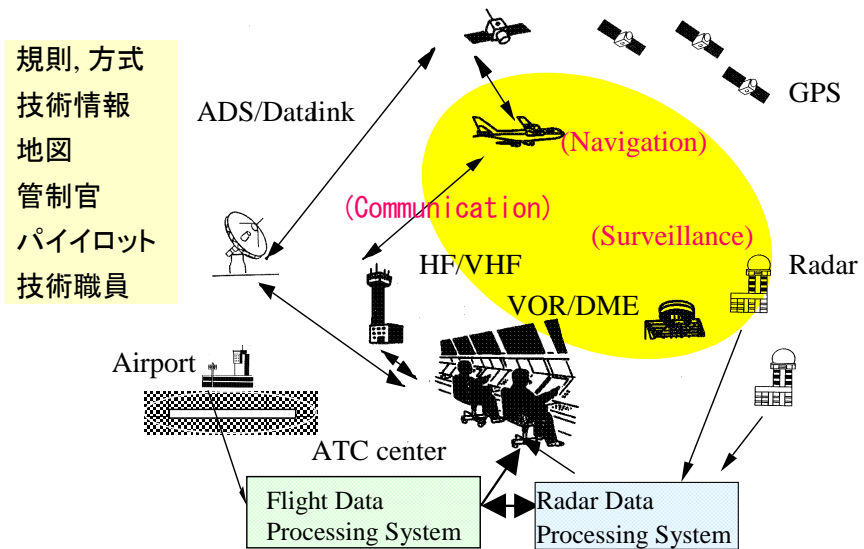 規則, 方式
技術情報
地図
管制官
パイイロット
技術職員
ADS/Datalink
GPS
(Navigation)
(Communication)
(Surveillance)
HF/VHF
Radar
VOR/DME
Airport
ATC center
Flight Data
Processing System
Radar Data
Processing System